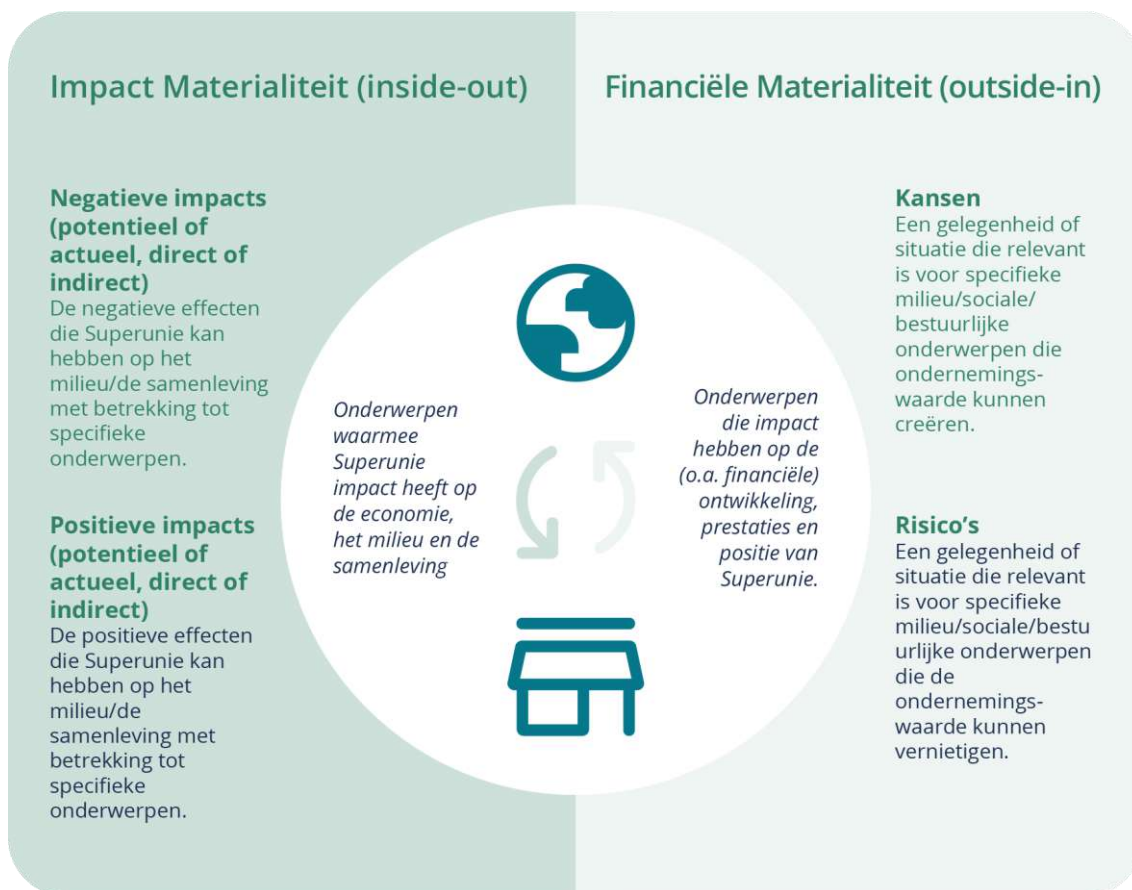 Impact Materialiteit (inside-out)
Negatieve impacts
(potentieel of
actueel, direct of
indirect)
De negatieve effecten
die Superunie kan
hebben op het
milieu/de samenleving
met betrekking tot
specifieke
onderwerpen.
Positieve impacts
(potentieel of
actueel, direct of
indirect)
De positieve effecten
die Superunie kan
hebben op het
milieu/de
samenleving met
betrekking tot
specifieke
onderwerpen.
Onderwerpen
waarmee
Superunie
impact heeft op
de economie,
het milieu en de
samenleving
Financiële Materialiteit (outside-in)
Onderwerpen
die impact
hebben op de
(o.a. financiële)
ontwikkeling,
prestaties en
positie van
Superunie.
Kansen
Een gelegenheid of
situatie die relevant
is voor specifieke
milieu/sociale/
bestuurlijke
onderwerpen die
ondernemings-
waarde kunnen
creëren.
Risico’s
Een gelegenheid of
situatie die relevant
is voor specifieke
milieu/sociale/bestu
urlijke onderwerpen
die de
ondernemings-
waarde kunnen
vernietigen.